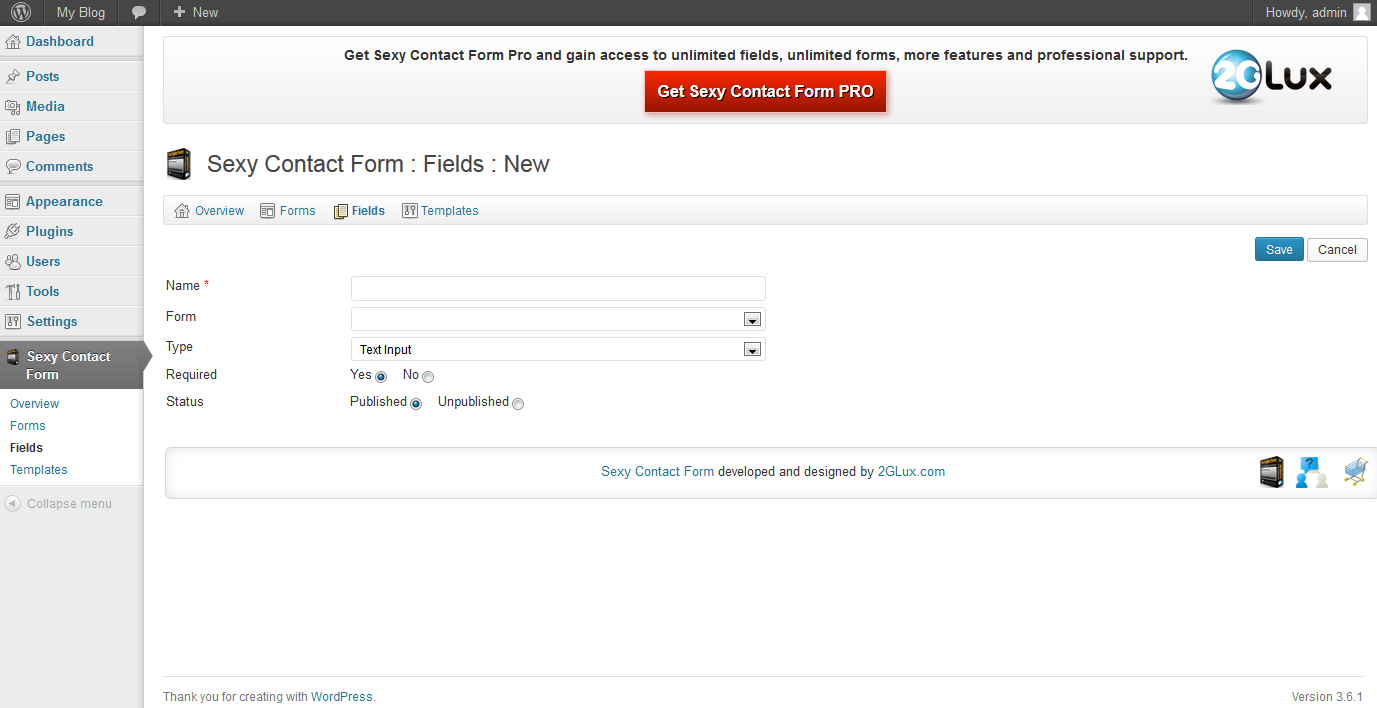 My Blog
New
Howdy, admin
Dashboard
Posts
Media
Pages
Comments
Appearance
Plugins
Users
Tools
Settings
Sexy Contact
Form
Overview
Forms
Fields
Templates
Collapse menu
Get Sexy Contact Form Pro and gain access to unlimited fields, unlimited forms, more features and professional support.
Get Sexy Contact Form PRO
2GLux
Sexy Contact Form : Fields : New
Overview Forms Fields Templates
Save Cancel
Name *
Form
Type Text Input
Required Yes No
Status Published Unpublished
Sexy Contact Form developed and designed by 2GLux.com
?
Thank you for creating with WordPress.
Version 3.6.1